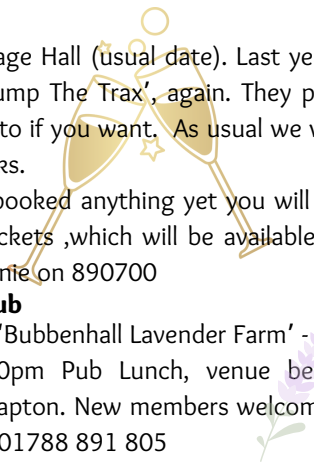 age Hall (usual date). Last ye
ump The Trax’, again. They p
to if you want. As usual we w
ks.
booked anything yet you will
ckets ,which will be available
nie on 890700
ub
‘Bubbenhall Lavender Farm’ -
0pm Pub Lunch, venue be
apton. New members welcom
01788 891 805